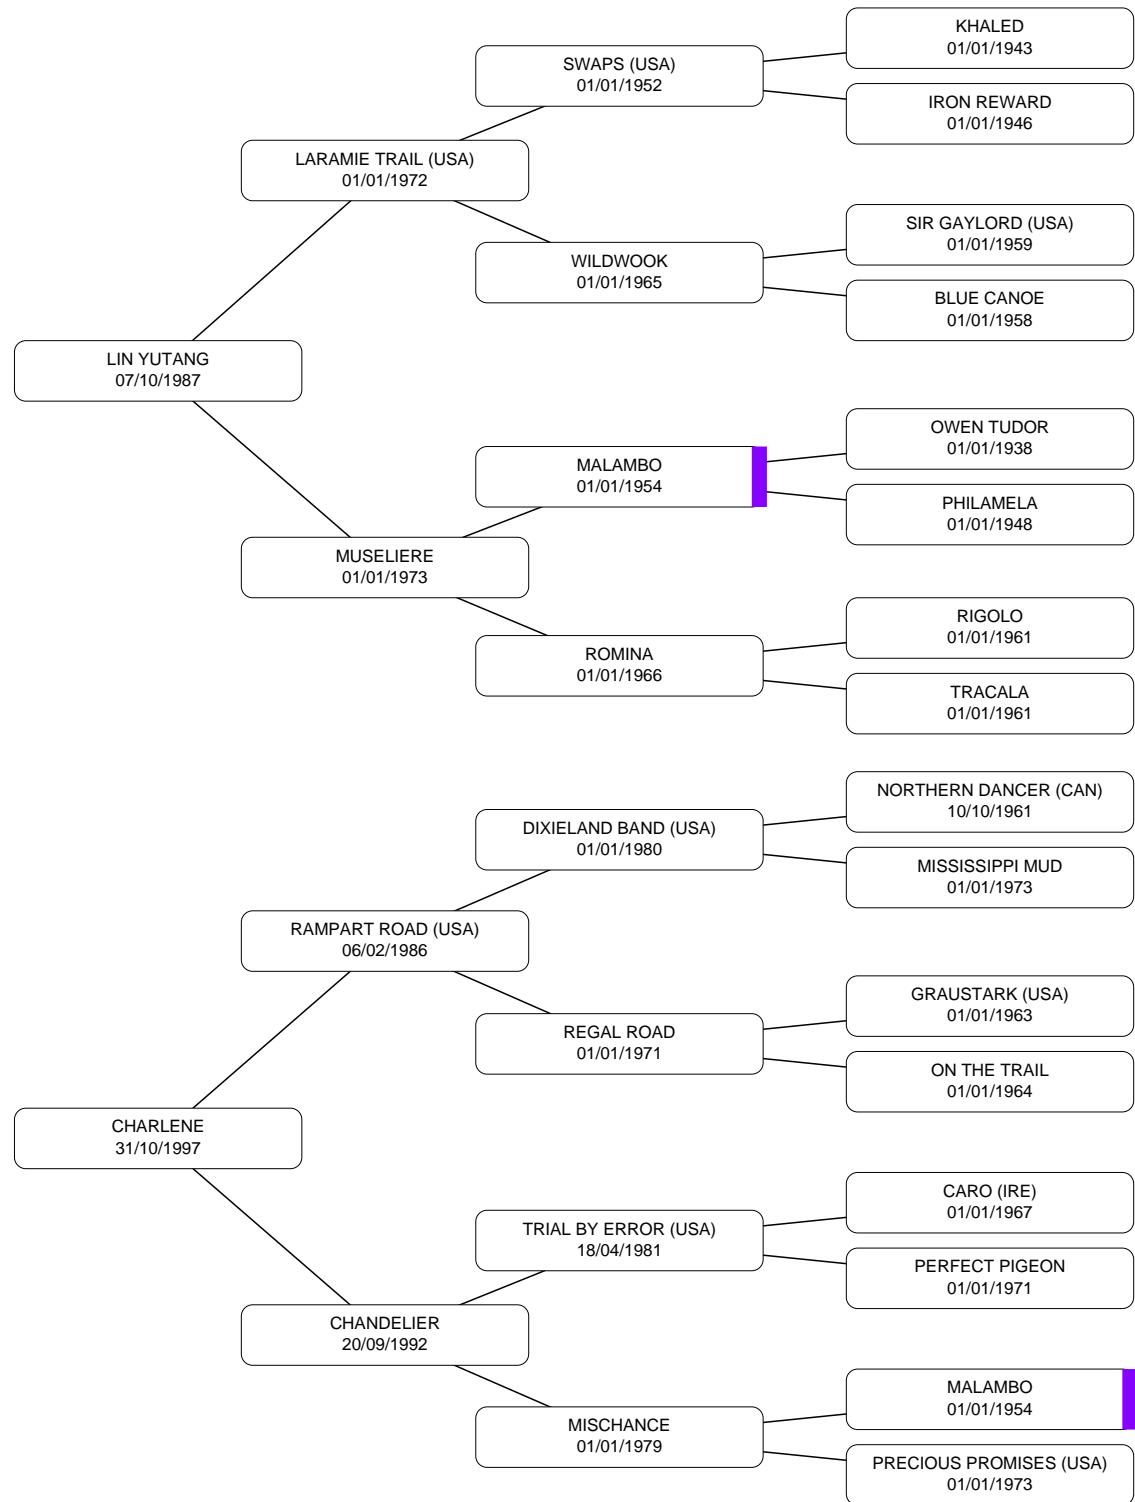 KHALED
01/01/1943
SWAPS (USA)
01/01/1952
IRON REWARD
01/01/1946
LARAMIE TRAIL (USA)
01/01/1972
SIR GAYLORD (USA)
01/01/1959
WILDWOOK
01/01/1965
BLUE CANOE
01/01/1958
LIN YUTANG
07/10/1987
OWEN TUDOR
01/01/1938
MALAMBO
01/01/1954
PHILAMELA
01/01/1948
MUSELIERE
01/01/1973
RIGOLO
01/01/1961
ROMINA
01/01/1966
TRACALA
01/01/1961
NORTHERN DANCER (CAN)
10/10/1961
DIXIELAND BAND (USA)
01/01/1980
MISSISSIPPI MUD
01/01/1973
RAMPART ROAD (USA)
06/02/1986
GRAUSTARK (USA)
01/01/1963
REGAL ROAD
01/01/1971
ON THE TRAIL
01/01/1964
CHARLENE
31/10/1997
CARO (IRE)
01/01/1967
TRIAL BY ERROR (USA)
18/04/1981
PERFECT PIGEON
01/01/1971
CHANDELIER
20/09/1992
MALAMBO
01/01/1954
MISCHANCE
01/01/1979
PRECIOUS PROMISES (USA)
01/01/1973